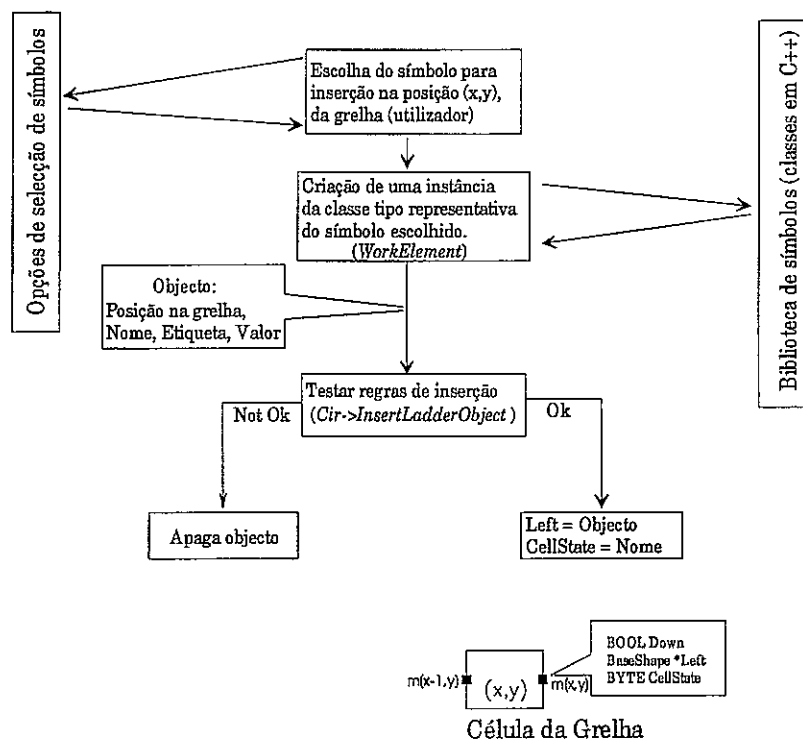 Opções de selecção de símbolos
Escolha do símbolo para
inserção na posição (x,y),
da grelha (utilizador)
Biblioteca de símbolos (classes em C++)
Criação de uma instância
da classe tipo representativa
do símbolo escolhido.
(WorkElement)
Objecto:
Posição na grelha,
Nome, Etiqueta, Valor
Testar regras de inserção
(Cir->InsertLadderObject)
Not Ok
Ok
Apaga objecto
Left = Objecto
CellState = Nome
BOOL Down
BaseShape *Left
BYTE CellState
m(x-1,y)
(x,y)
m(x,y)
Célula da Grelha